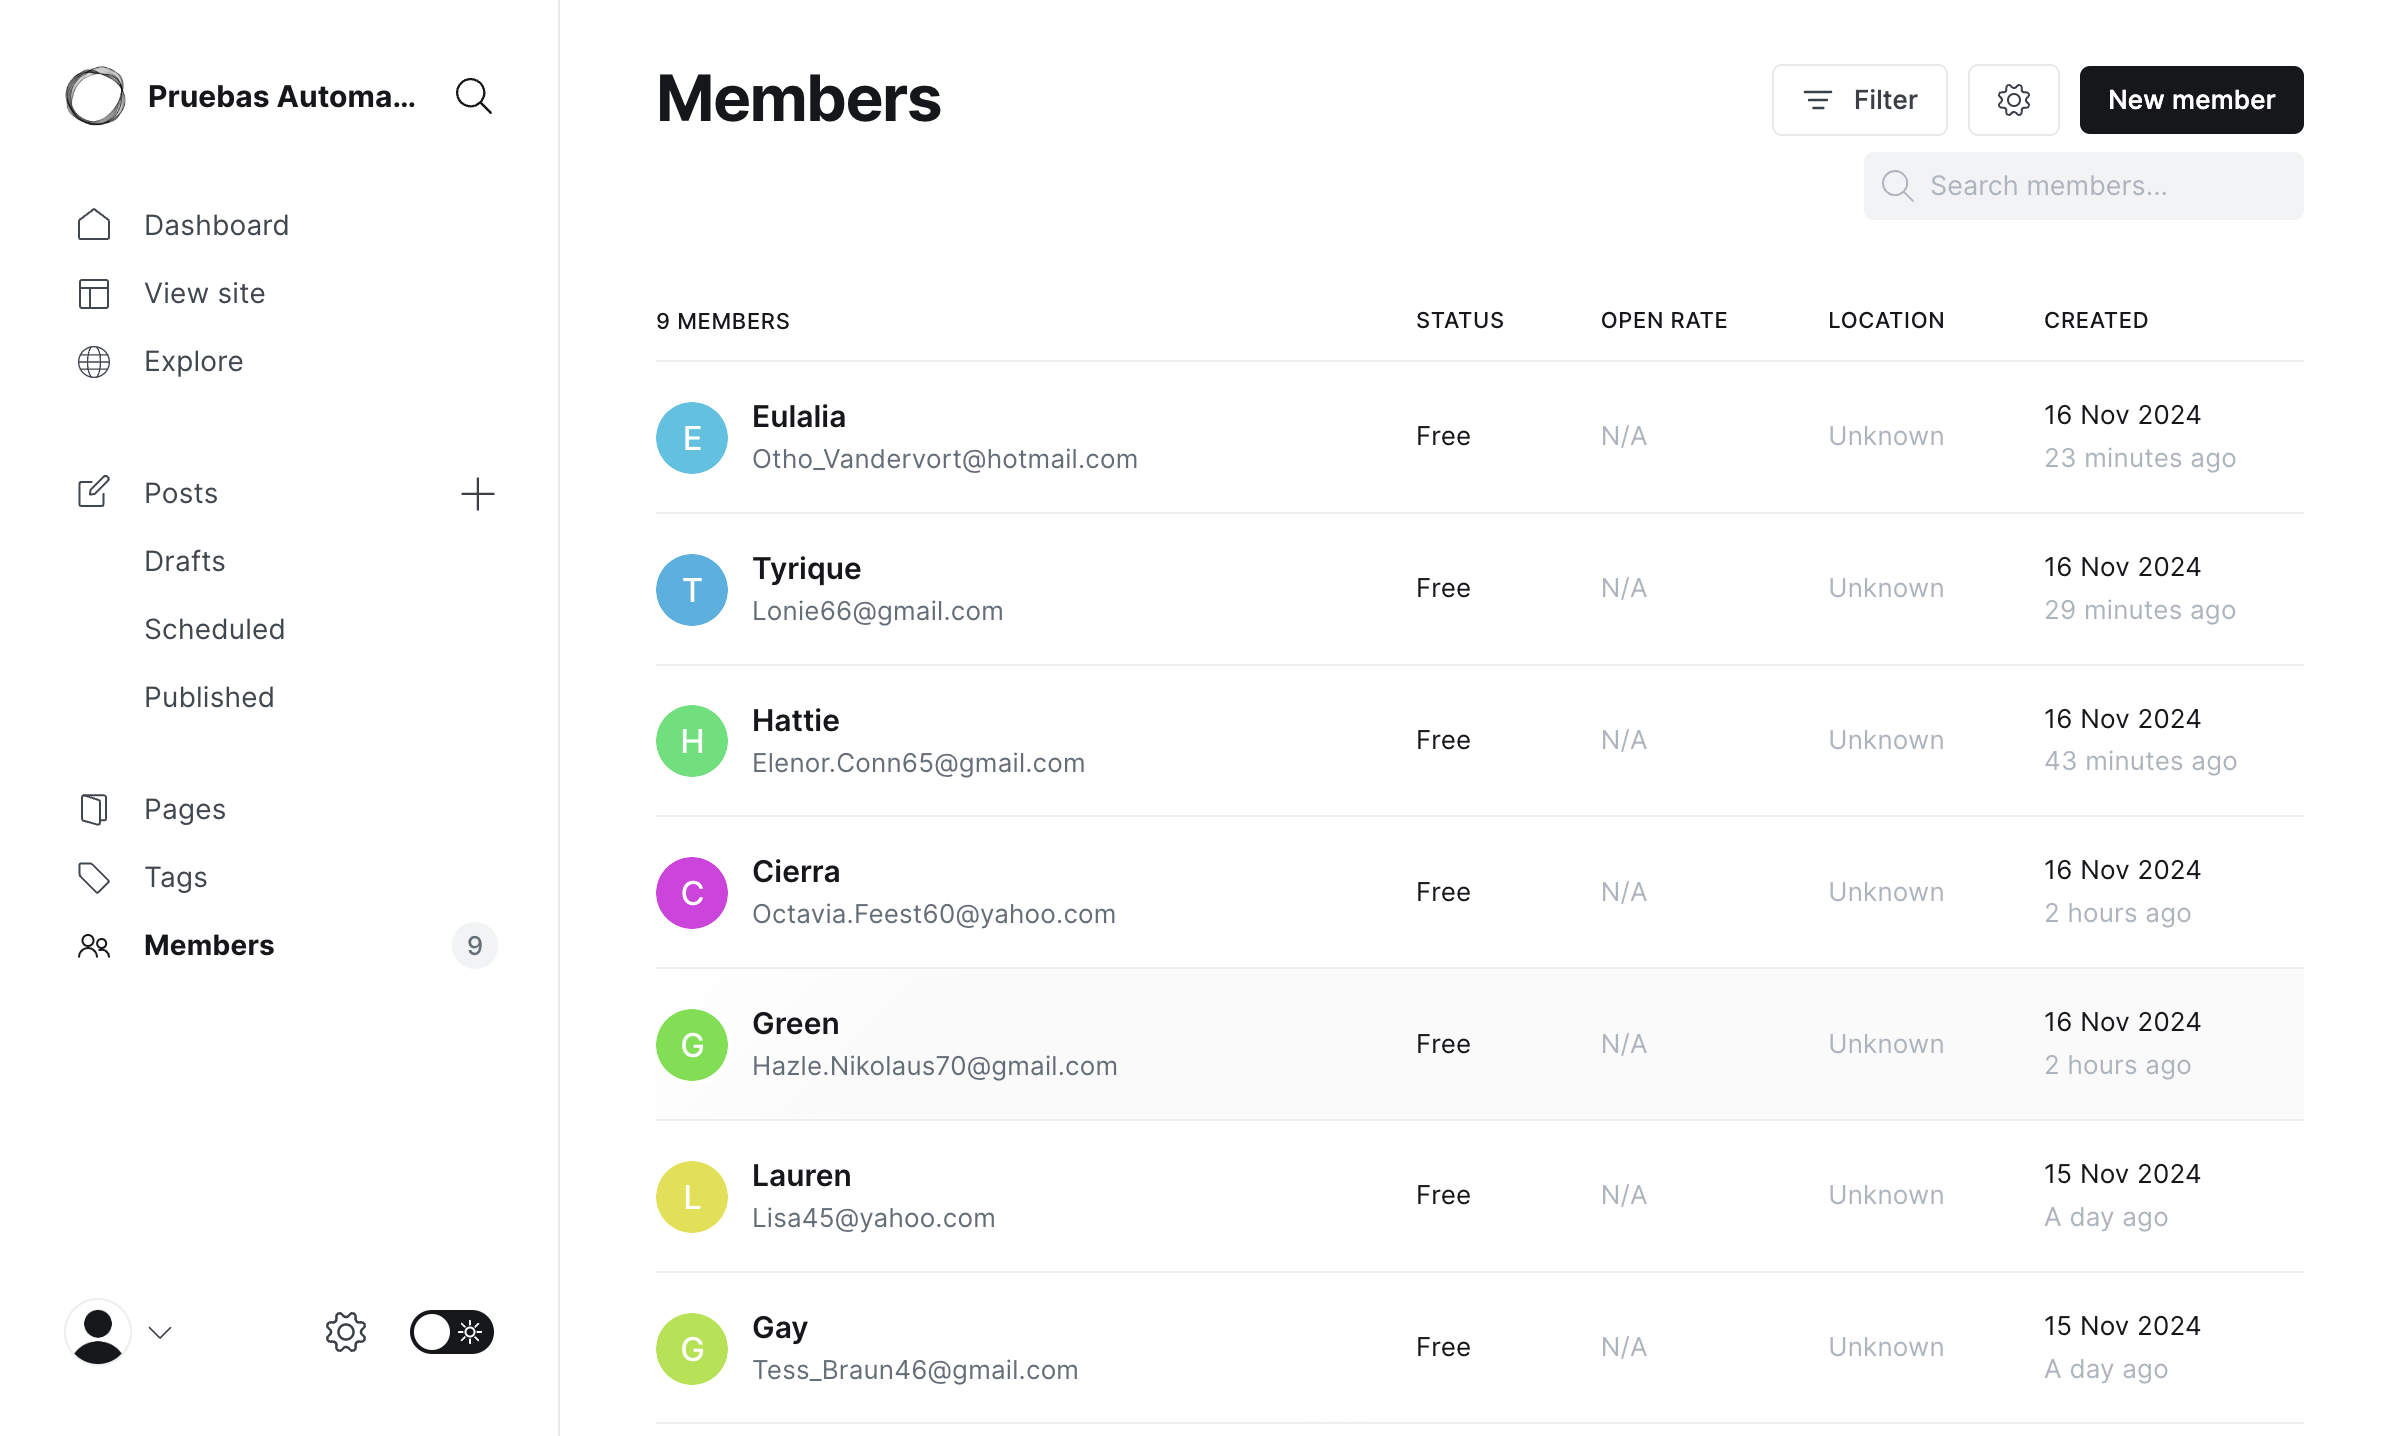 Pruebas Automa...
Dashboard
View site
Explore
Posts
Drafts
Scheduled
Published
Pages
Tags
Members 9
Members
Filter
New member
Search members...
9 MEMBERS STATUS OPEN RATE LOCATION CREATED
E Eulalia Otho_Vandervort@hotmail.com Free N/A Unknown 16 Nov 2024 23 minutes ago
T Tyrique Lonie66@gmail.com Free N/A Unknown 16 Nov 2024 29 minutes ago
H Hattie Elenor.Conn65@gmail.com Free N/A Unknown 16 Nov 2024 43 minutes ago
C Cierra Octavia.Feest60@yahoo.com Free N/A Unknown 16 Nov 2024 2 hours ago
G Green Hazle.Nikolaus70@gmail.com Free N/A Unknown 16 Nov 2024 2 hours ago
L Lauren Lisa45@yahoo.com Free N/A Unknown 15 Nov 2024 A day ago
G Gay Tess_Braun46@gmail.com Free N/A Unknown 15 Nov 2024 A day ago